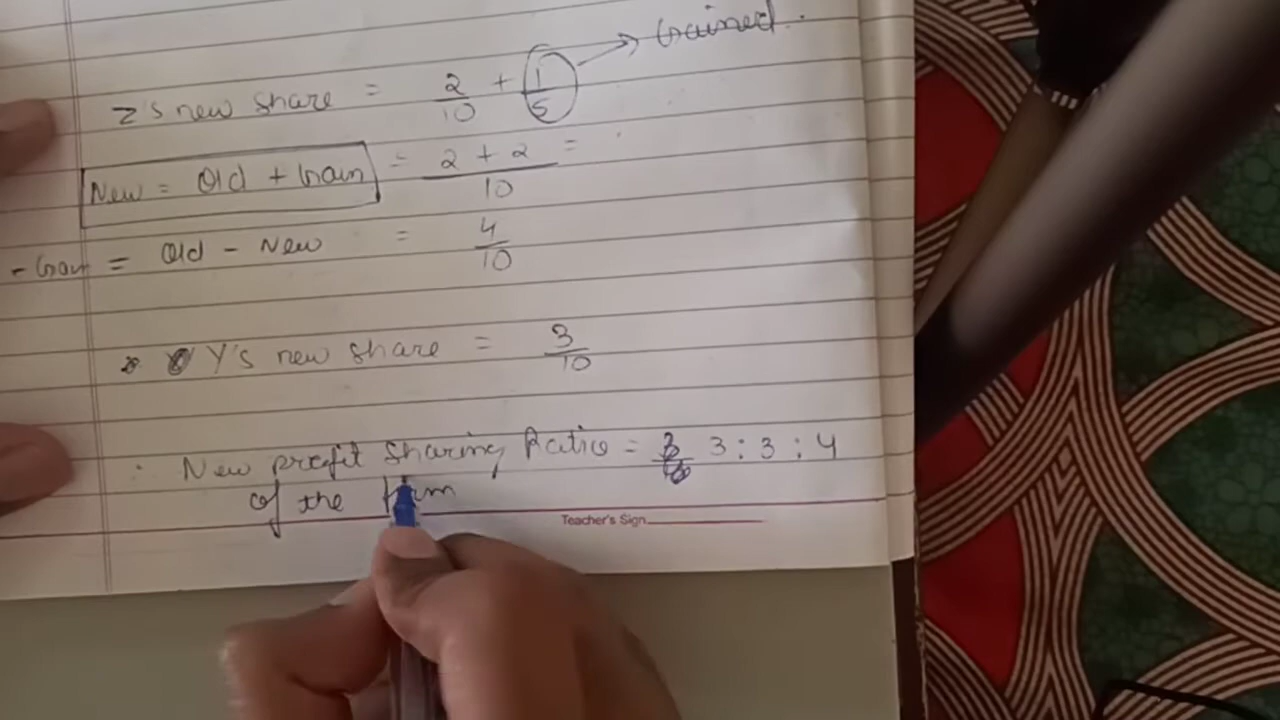 Gained.
Z's new share = 2/10 + 1/5
New = Old + Gain = 2 + 2 / 10 =
- Gain = Old - New = 4/10
Y's new share = 3/10
∴ New profit Sharing Ratio = 3 : 3 : 4
of the firm
Teacher's Sign